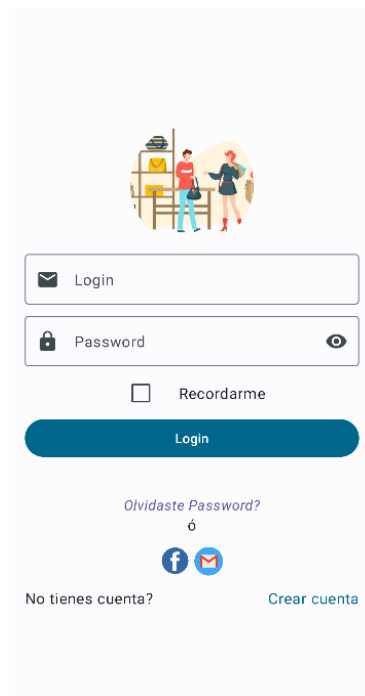 Login
Password
Recordarme
Login
Olvidaste Password?
ó
f
No tienes cuenta? Crear cuenta